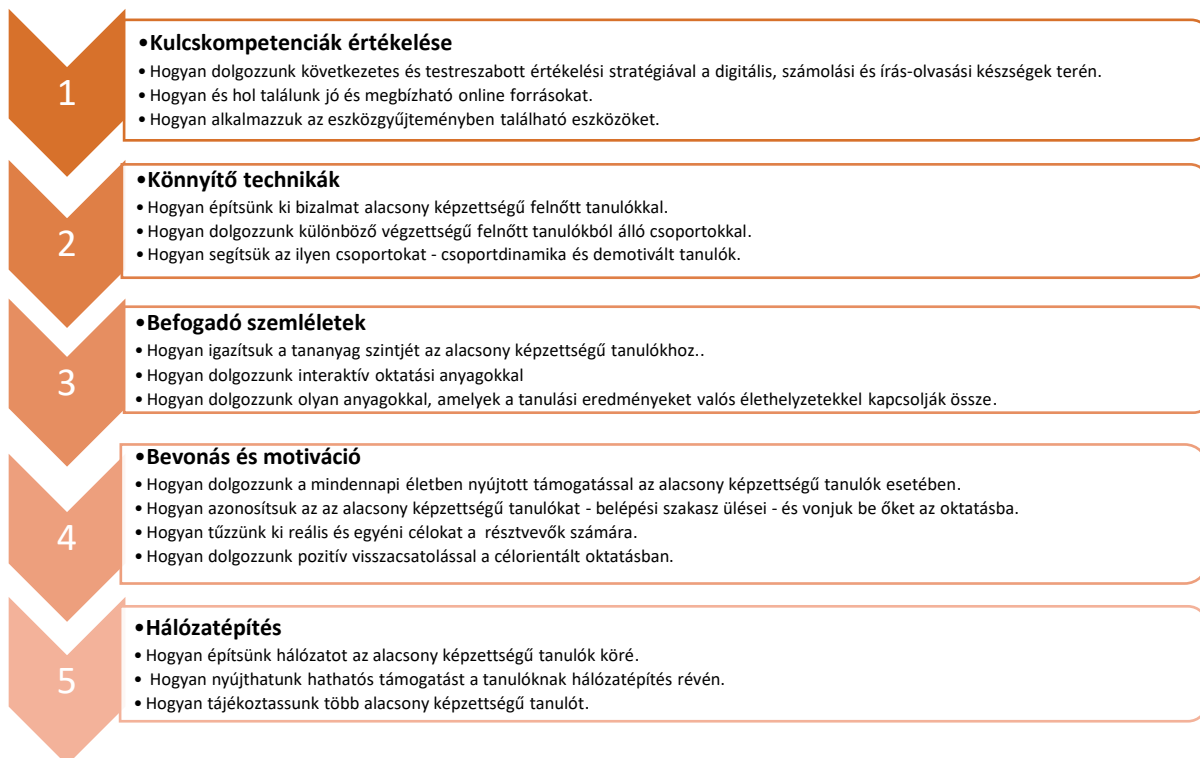 1
•Kulcskompetenciák értékelése
• Hogyan dolgozzunk következetes és testreszabott értékelési stratégiával a digitális, számolási és írás-olvasási készségek terén.
• Hogyan és hol találunk jó és megbízható online forrásokat.
• Hogyan alkalmazzuk az eszközgyűjteményben található eszközöket.
2
•Könnyítő technikák
• Hogyan építsünk ki bizalmat alacsony képzettségű felnőtt tanulókkal.
• Hogyan dolgozzunk különböző végzettségű felnőtt tanulókból álló csoportokkal.
• Hogyan segítsük az ilyen csoportokat - csoportdinamika és demotivált tanulók.
3
•Befogadó szemléletek
• Hogyan igazítsuk a tananyag szintjét az alacsony képzettségű tanulókhoz..
• Hogyan dolgozzunk interaktív oktatási anyagokkal
• Hogyan dolgozzunk olyan anyagokkal, amelyek a tanulási eredményeket valós élethelyzetekkel kapcsolják össze.
4
•Bevonás és motiváció
• Hogyan dolgozzunk a mindennapi életben nyújtott támogatással az alacsony képzettségű tanulók esetében.
• Hogyan azonosítsuk az az alacsony képzettségű tanulókat - belépési szakasz ülései - és vonjuk be őket az oktatásba.
• Hogyan tűzzünk ki reális és egyéni célokat a résztvevők számára.
• Hogyan dolgozzunk pozitív visszacsatolással a célorientált oktatásban.
5
•Hálózatépítés
• Hogyan építsünk hálózatot az alacsony képzettségű tanulók köré.
• Hogyan nyújthatunk hathatós támogatást a tanulóknak hálózatépítés révén.
• Hogyan tájékoztassunk több alacsony képzettségű tanulót.